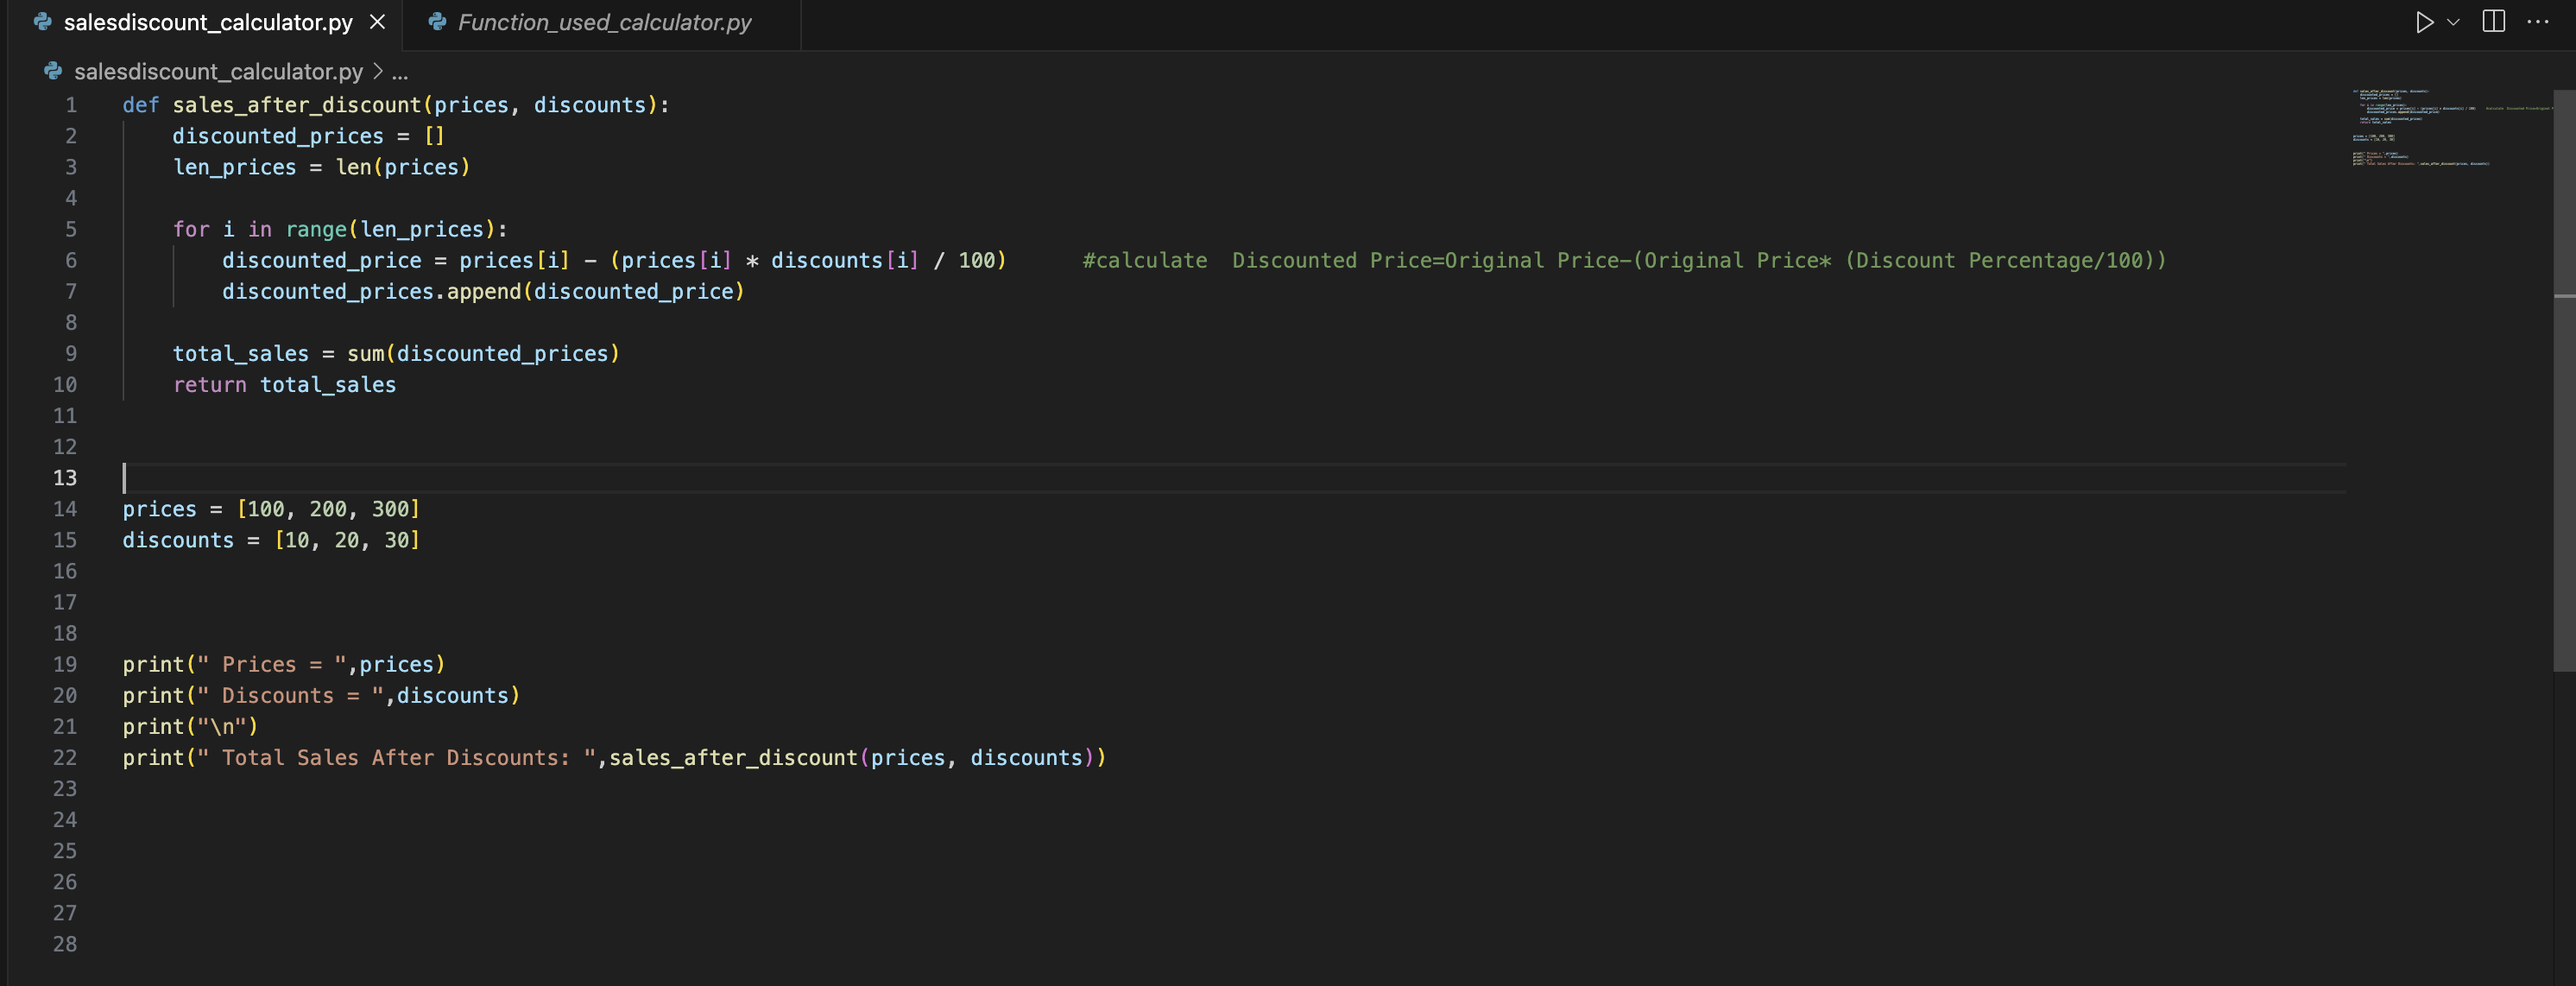 salesdiscount_calculator.py
Function_used_calculator.py
salesdiscount_calculator.py > ...
1 def sales_after_discount(prices, discounts):
2     discounted_prices = []
3     len_prices = len(prices)
4
5     for i in range(len_prices):
6         discounted_price = prices[i] - (prices[i] * discounts[i] / 100)      #calculate  Discounted Price=Original Price-(Original Price* (Discount Percentage/100))
7         discounted_prices.append(discounted_price)
8
9     total_sales = sum(discounted_prices)
10     return total_sales
11
12
13
14 prices = [100, 200, 300]
15 discounts = [10, 20, 30]
16
17
18
19 print(" Prices = ",prices)
20 print(" Discounts = ",discounts)
21 print("\n")
22 print(" Total Sales After Discounts: ",sales_after_discount(prices, discounts))
23
24
25
26
27
28